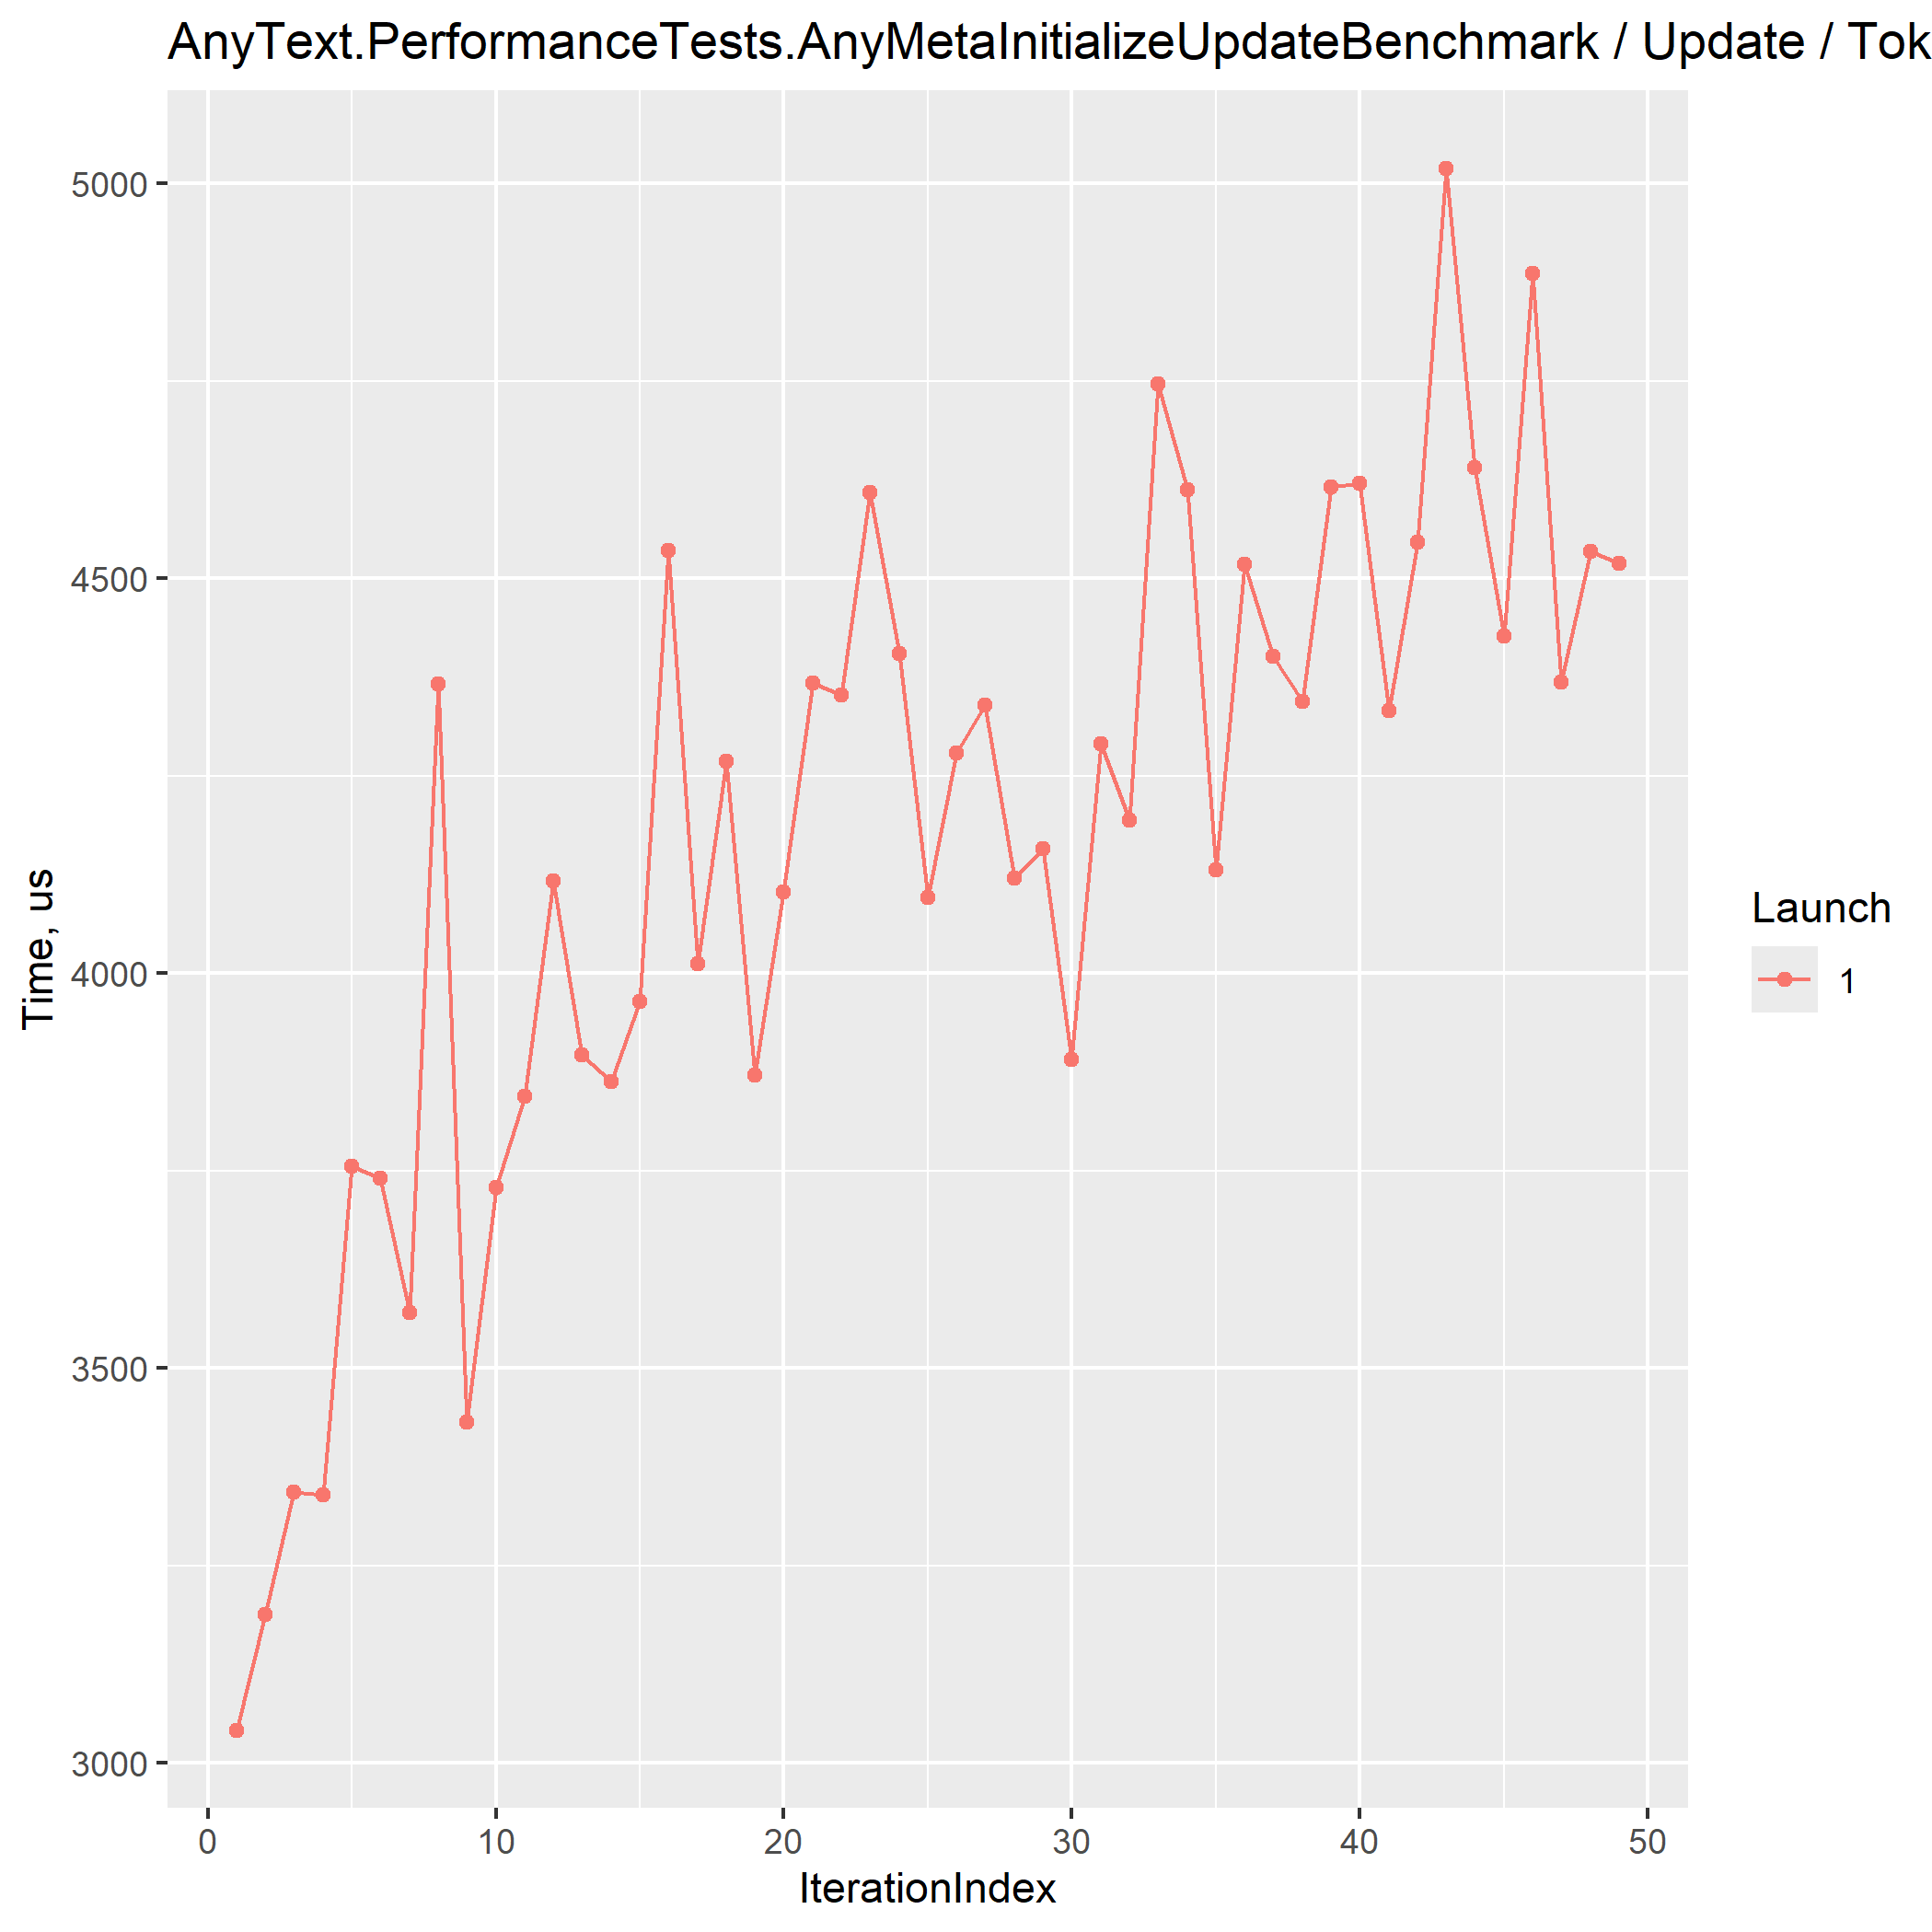 AnyText.PerformanceTests.AnyMetaInitializeUpdateBenchmark / Update / Tok
5000
4500
4000
3500
3000
Time, us
0 10 20 30 40 50
IterationIndex
Launch
1